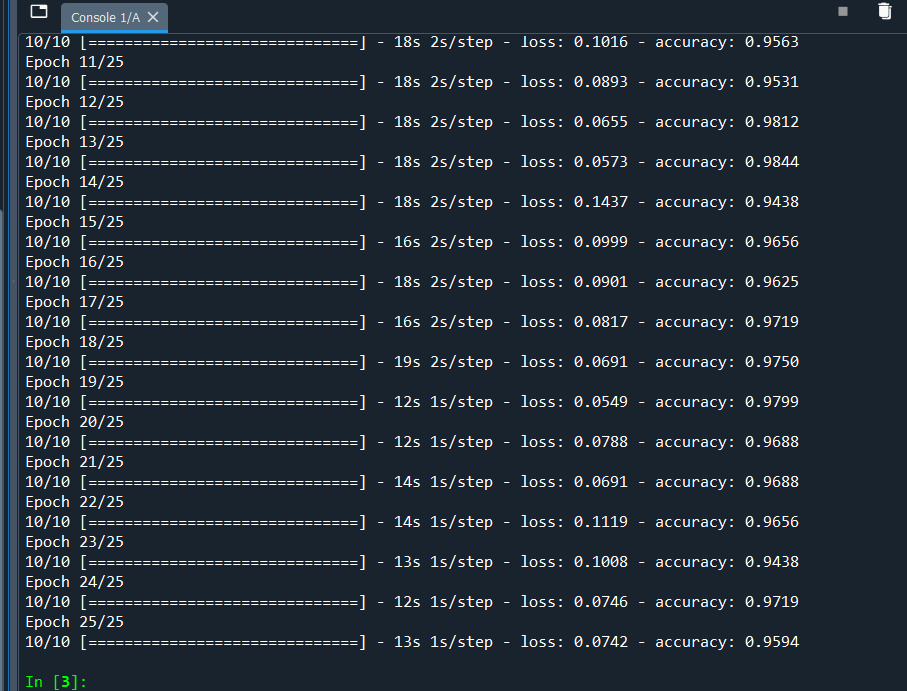 Console 1/A
10/10 [==============================] - 18s 2s/step - loss: 0.1016 - accuracy: 0.9563
Epoch 11/25
10/10 [==============================] - 18s 2s/step - loss: 0.0893 - accuracy: 0.9531
Epoch 12/25
10/10 [==============================] - 18s 2s/step - loss: 0.0655 - accuracy: 0.9812
Epoch 13/25
10/10 [==============================] - 18s 2s/step - loss: 0.0573 - accuracy: 0.9844
Epoch 14/25
10/10 [==============================] - 18s 2s/step - loss: 0.1437 - accuracy: 0.9438
Epoch 15/25
10/10 [==============================] - 16s 2s/step - loss: 0.0999 - accuracy: 0.9656
Epoch 16/25
10/10 [==============================] - 18s 2s/step - loss: 0.0901 - accuracy: 0.9625
Epoch 17/25
10/10 [==============================] - 16s 2s/step - loss: 0.0817 - accuracy: 0.9719
Epoch 18/25
10/10 [==============================] - 19s 2s/step - loss: 0.0691 - accuracy: 0.9750
Epoch 19/25
10/10 [==============================] - 12s 1s/step - loss: 0.0549 - accuracy: 0.9799
Epoch 20/25
10/10 [==============================] - 12s 1s/step - loss: 0.0788 - accuracy: 0.9688
Epoch 21/25
10/10 [==============================] - 14s 1s/step - loss: 0.0691 - accuracy: 0.9688
Epoch 22/25
10/10 [==============================] - 14s 1s/step - loss: 0.1119 - accuracy: 0.9656
Epoch 23/25
10/10 [==============================] - 13s 1s/step - loss: 0.1008 - accuracy: 0.9438
Epoch 24/25
10/10 [==============================] - 12s 1s/step - loss: 0.0746 - accuracy: 0.9719
Epoch 25/25
10/10 [==============================] - 13s 1s/step - loss: 0.0742 - accuracy: 0.9594
In [3]: